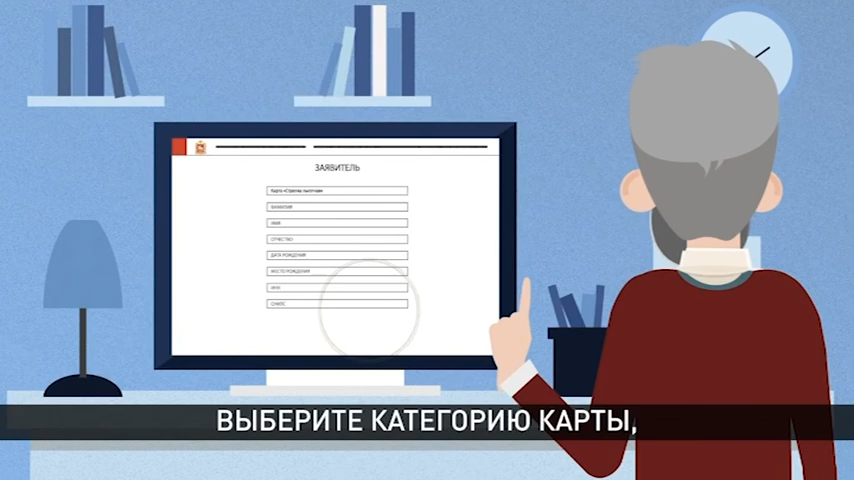 ЗАЯВИТЕЛЬ
Карта «Стрелка льготная»
ФАМИЛИЯ
ИМЯ
ОТЧЕСТВО
ДАТА РОЖДЕНИЯ
МЕСТО РОЖДЕНИЯ
ИНН
СНИЛС
ВЫБЕРИТЕ КАТЕГОРИЮ КАРТЫ,